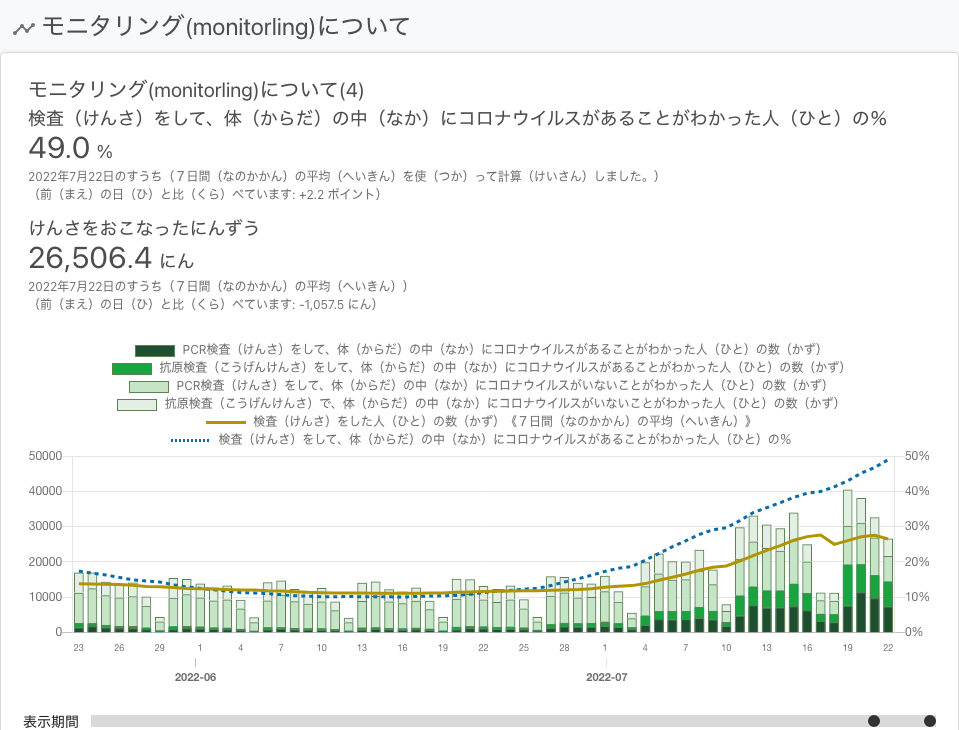 モニタリング(monitorling)について
モニタリング(monitorling)について(4)
検査（けんさ）をして、体（からだ）の中（なか）にコロナウイルスがあることがわかった人（ひと）の%
49.0 %
2022年7月22日のすうち（７日間（なのかかん）の平均（へいきん）を使（つか）って計算（けいさん）しました。）
（前（まえ）の日（ひ）と比（くら）べています: +2.2 ポイント）
けんさをおこなったにんずう
26,506.4 にん
2022年7月22日のすうち（７日間（なのかかん）の平均（へいきん））
（前（まえ）の日（ひ）と比（くら）べています: -1,057.5 にん）
PCR検査（けんさ）をして、体（からだ）の中（なか）にコロナウイルスがあることがわかった人（ひと）の数（かず）
抗原検査（こうげんけんさ）をして、体（からだ）の中（なか）にコロナウイルスがあることがわかった人（ひと）の数（かず）
PCR検査（けんさ）をして、体（からだ）の中（なか）にコロナウイルスがいないことがわかった人（ひと）の数（かず）
抗原検査（こうげんけんさ）で、体（からだ）の中（なか）にコロナウイルスがいないことがわかった人（ひと）の数（かず）
検査（けんさ）をした人（ひと）の数（かず）《７日間（なのかかん）の平均（へいきん）》
検査（けんさ）をして、体（からだ）の中（なか）にコロナウイルスがあることがわかった人（ひと）の%
50000 50%
40000 40%
30000 30%
20000 20%
10000 10%
0 0%
23 26 29 1 4 7 10 13 16 19 22 25 28 1 4 7 10 13 16 19 22
2022-06 2022-07
表示期間